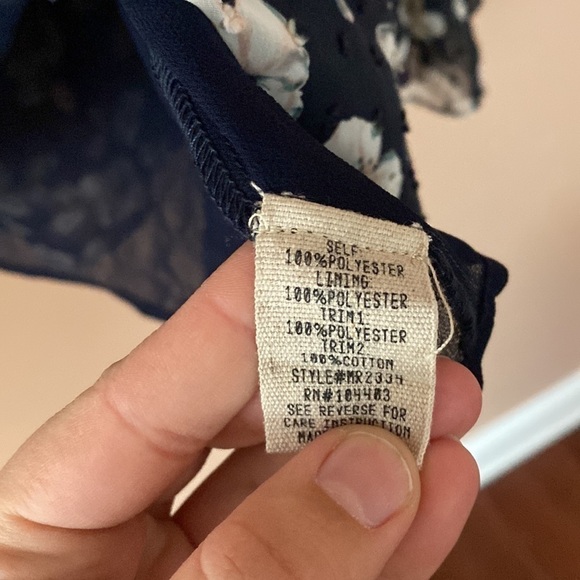 SELF
100%POLYESTER
LINING
100%POLYESTER
TRIM1
100%POLYESTER
TRIM2
100%COTTON
STYLE#MR2334
RN#104403
SEE REVERSE FOR
CARE INSTRUCTION